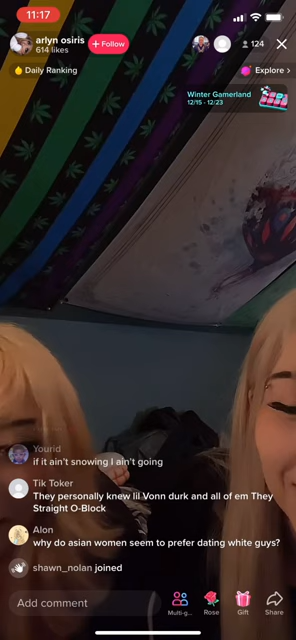 11:17
arlyn osiris
614 likes
+ Follow
124
Daily Ranking
Explore >
Winter Gamerland
12/15 - 12/23
Yourid
if it ain't snowing I ain't going
Tik Toker
They personally knew lil Vonn durk and all of em They
Straight O-Block
Alon
why do asian women seem to prefer dating white guys?
shawn_nolan joined
Add comment
Multi-g...
Rose
Gift
Share